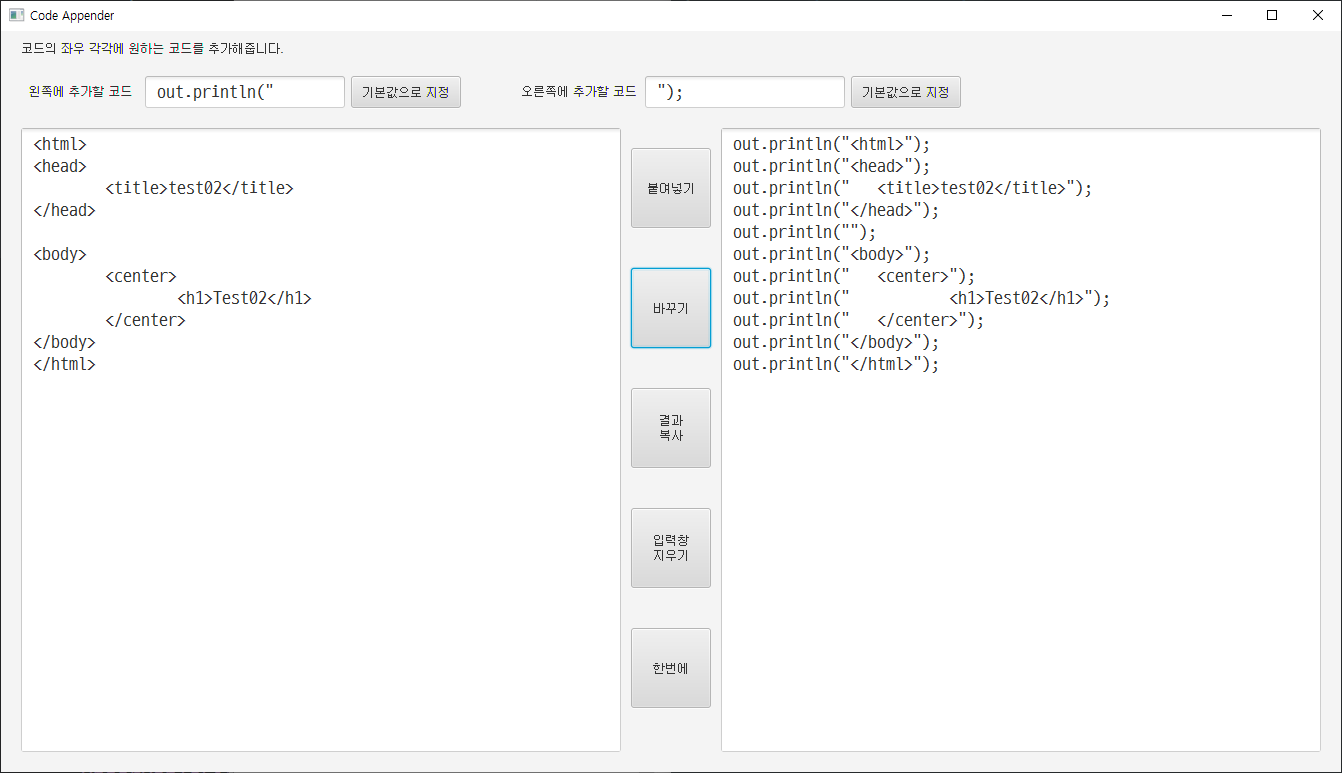 Code Appender
코드의 좌우 각각에 원하는 코드를 추가해줍니다.
왼쪽에 추가할 코드 out.println(" 기본값으로 지정 오른쪽에 추가할 코드 "); 기본값으로 지정
<html>
<head>
	<title>test02</title>
</head>

<body>
	<center>
		<h1>Test02</h1>
	</center>
</body>
</html>
붙여넣기
바꾸기
결과
복사
입력창
지우기
한번에
out.println("<html>");
out.println("<head>");
out.println("	<title>test02</title>");
out.println("</head>");
out.println("");
out.println("<body>");
out.println("	<center>");
out.println("		<h1>Test02</h1>");
out.println("	</center>");
out.println("</body>");
out.println("</html>");